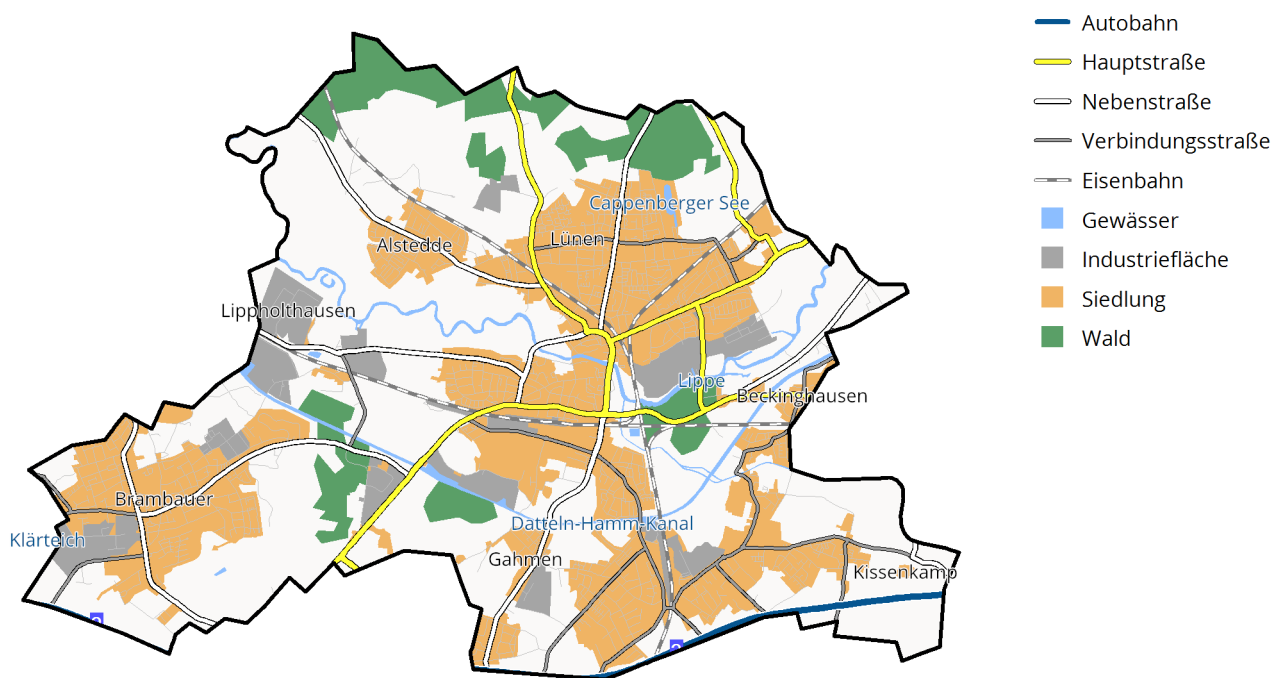 Autobahn
Hauptstraße
Nebenstraße
Verbindungsstraße
Eisenbahn
Gewässer
Industriefläche
Siedlung
Wald
Cappenberger See
Lünen
Alstedde
Lippholthausen
Lippe
Beckinghausen
Brambauer
Datteln-Hamm-Kanal
Klärteich
Gahmen
Kissenkamp